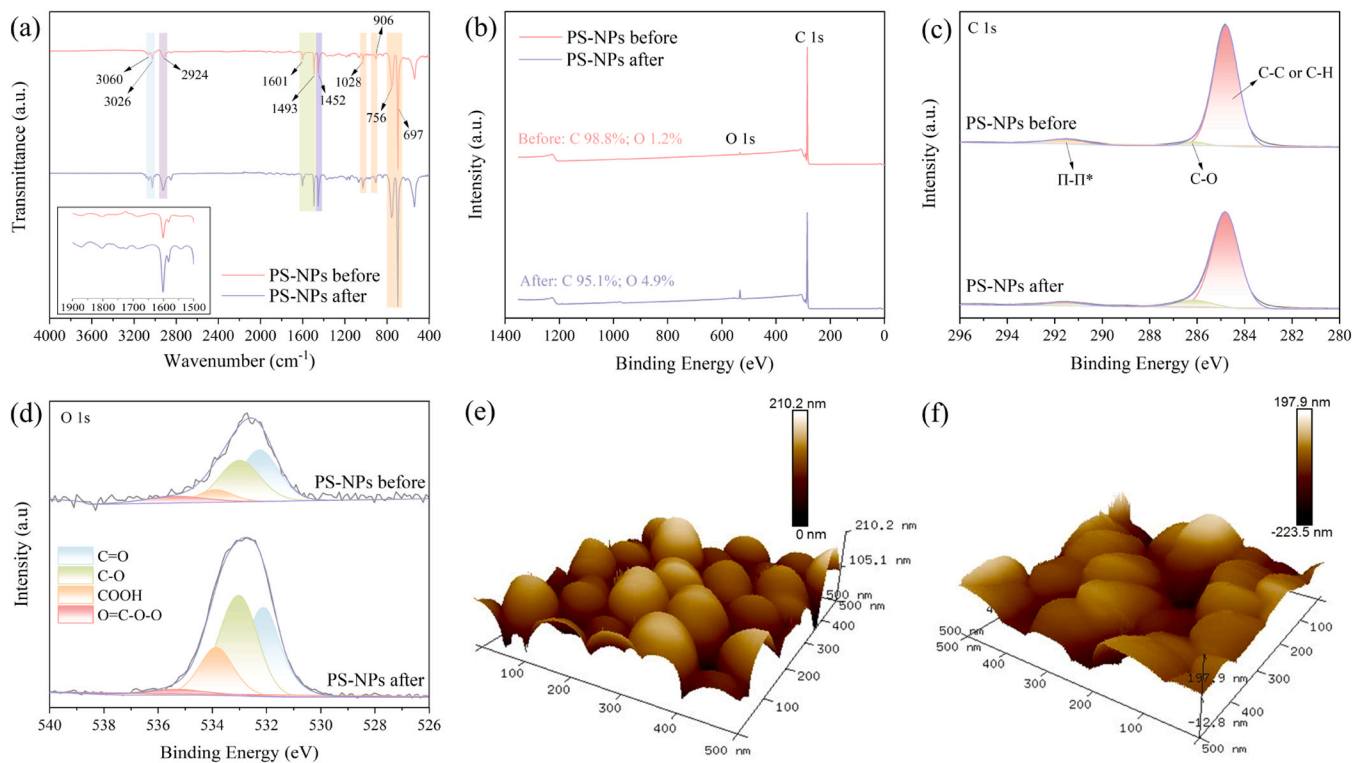 (a)
906
3060
3026
2924
1601
1493
1452
1028
756
697
Transmittance (a.u.)
PS-NPs before
PS-NPs after
1900 1800 1700 1600 1500
4000 3600 3200 2800 2400 2000 1600 1200 800 400
Wavenumber (cm-1)
(b)
PS-NPs before
PS-NPs after
C 1s
Before: C 98.8%; O 1.2%
O 1s
After: C 95.1%; O 4.9%
Intensity (a.u.)
1400 1200 1000 800 600 400 200 0
Binding Energy (eV)
(c)
C 1s
C-C or C-H
PS-NPs before
Π-Π*
C-O
PS-NPs after
Intensity (a.u.)
296 294 292 290 288 286 284 282 280
Binding Energy (eV)
(d)
O 1s
PS-NPs before
C=O
C-O
COOH
O=C-O-O
PS-NPs after
Intensity (a.u)
540 538 536 534 532 530 528 526
Binding Energy (eV)
(e)
210.2 nm
0 nm
210.2 nm
105.1 nm
500 nm
500 nm
400
300
200
100
100
200
300
400
500 nm
(f)
197.9 nm
-223.5 nm
500 nm
400
300
200
100
100
200
300
400
500 nm
197.9 nm
-12.8 nm